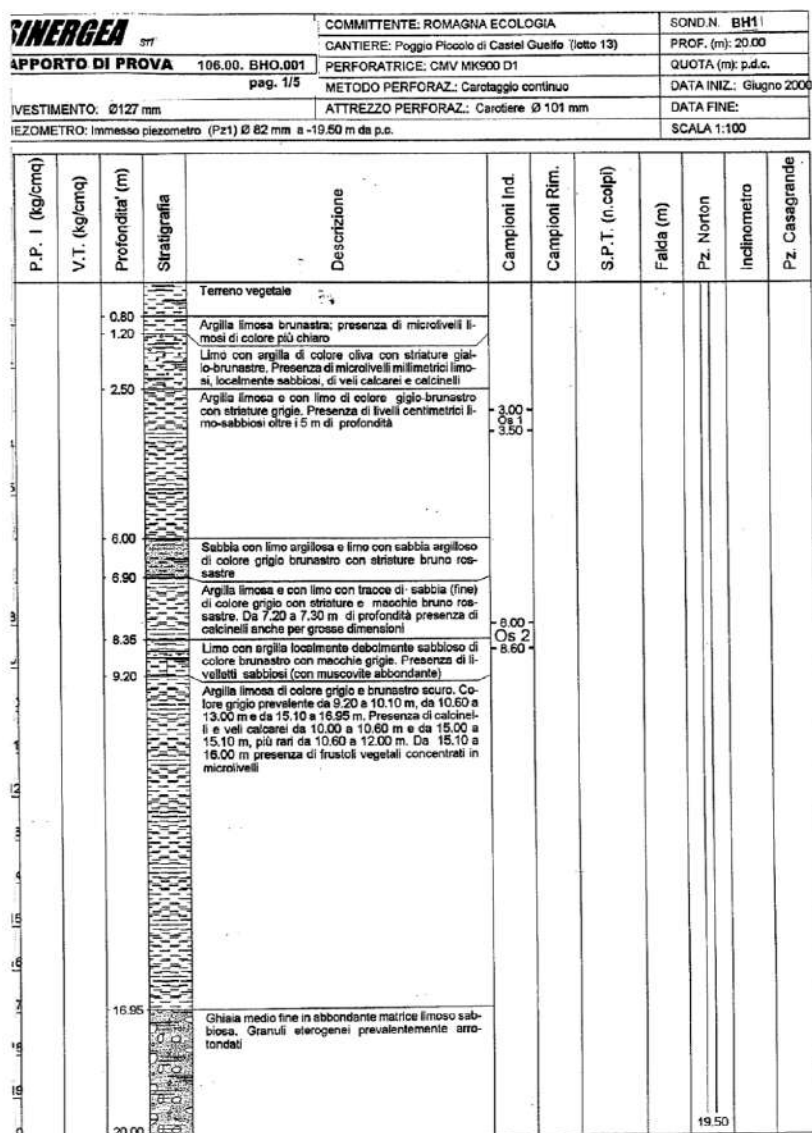 SINERGEA srl
APPORTO DI PROVA 106.00. BHO.001
pag. 1/5
IVESTIMENTO: Ø127 mm
IEZOMETRO: Immesso piezometro (Pz1) Ø 82 mm a -19.50 m da p.c.
COMMITTENTE: ROMAGNA ECOLOGIA
CANTIERE: Poggio Piccolo di Castel Guelfo (lotto 13)
PERFORATRICE: CMV MK900 D1
METODO PERFORAZ.: Carotaggio continuo
ATTREZZO PERFORAZ.: Carotiere Ø 101 mm
SOND.N. BH1
PROF. (m): 20.00
QUOTA (m): p.d.c.
DATA INIZ.: Giugno 2000
DATA FINE:
SCALA 1:100
P.P. I (kg/cmq)
V.T. (kg/cmq)
Profondita' (m)
Stratigrafia
Descrizione
Campioni Ind.
Campioni Rim.
S.P.T. (n.colpi)
Falda (m)
Pz. Norton
Inclinometro
Pz. Casagrande
Terreno vegetale
0.80
Argilla limosa brunastra; presenza di microlivelli li-
mosi di colore più chiaro
1.20
Limo con argilla di colore oliva con striature gial-
lo-brunastre. Presenza di microlivelli millimetrici limo-
si, localmente sabbiosi, di veli calcarei e calcinelli
2.50
Argilla limosa e con limo di colore gigio-brunastro
con striature grigie. Presenza di livelli centimetrici li-
mo-sabbiosi oltre i 5 m di profondità
3.00
Os 1
3.50
6.00
Sabbia con limo argillosa e limo con sabbia argilloso
di colore grigio brunastro con striature bruno ros-
sastre
6.90
Argilla limosa e con limo con tracce di sabbia (fine)
di colore grigio con striature e macchie bruno ros-
sastre. Da 7.20 a 7.30 m di profondità presenza di
calcinelli anche per grosse dimensioni
8.00
Os 2
8.60
8.35
Limo con argilla localmente debolmente sabbioso di
colore brunastro con macchie grigie. Presenza di li-
velletti sabbiosi (con muscovite abbondante)
9.20
Argilla limosa di colore grigio e brunastro scuro. Co-
lore grigio prevalente da 9.20 a 10.10 m, da 10.60 a
13.00 m e da 15.10 a 16.95 m. Presenza di calcinel-
li e veli calcarei da 10.00 a 10.60 m e da 15.00 a
15.10 m, più rari da 10.60 a 12.00 m. Da 15.10 a
16.00 m presenza di frustoli vegetali concentrati in
microlivelli
16.95
Ghiaia medio fine in abbondante matrice limoso sab-
biosa. Granuli eterogenei prevalentemente arro-
tondati
19.50
20.00